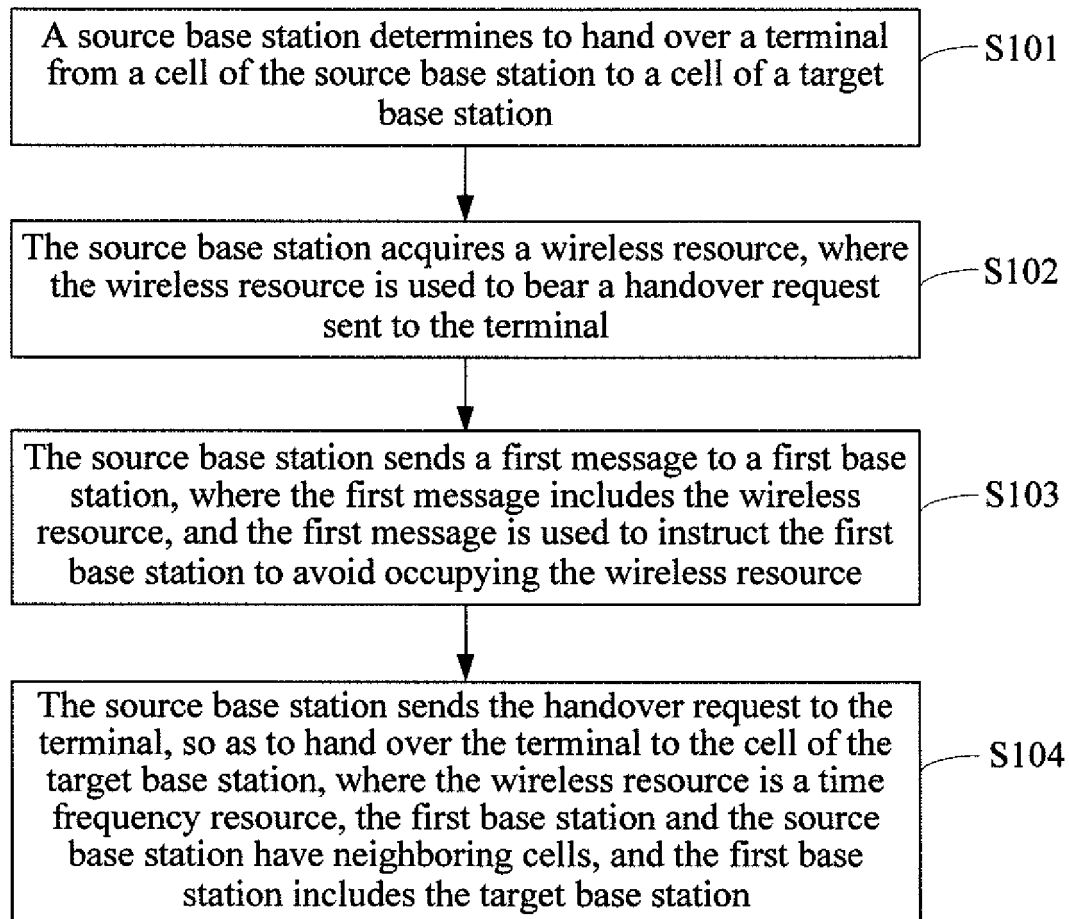 A source base station determines to hand over a terminal
from a cell of the source base station to a cell of a target
base station
S101
The source base station acquires a wireless resource, where
the wireless resource is used to bear a handover request
sent to the terminal
S102
The source base station sends a first message to a first base
station, where the first message includes the wireless
resource, and the first message is used to instruct the first
base station to avoid occupying the wireless resource
S103
The source base station sends the handover request to the
terminal, so as to hand over the terminal to the cell of the
target base station, where the wireless resource is a time
frequency resource, the first base station and the source
base station have neighboring cells, and the first base
station includes the target base station
S104